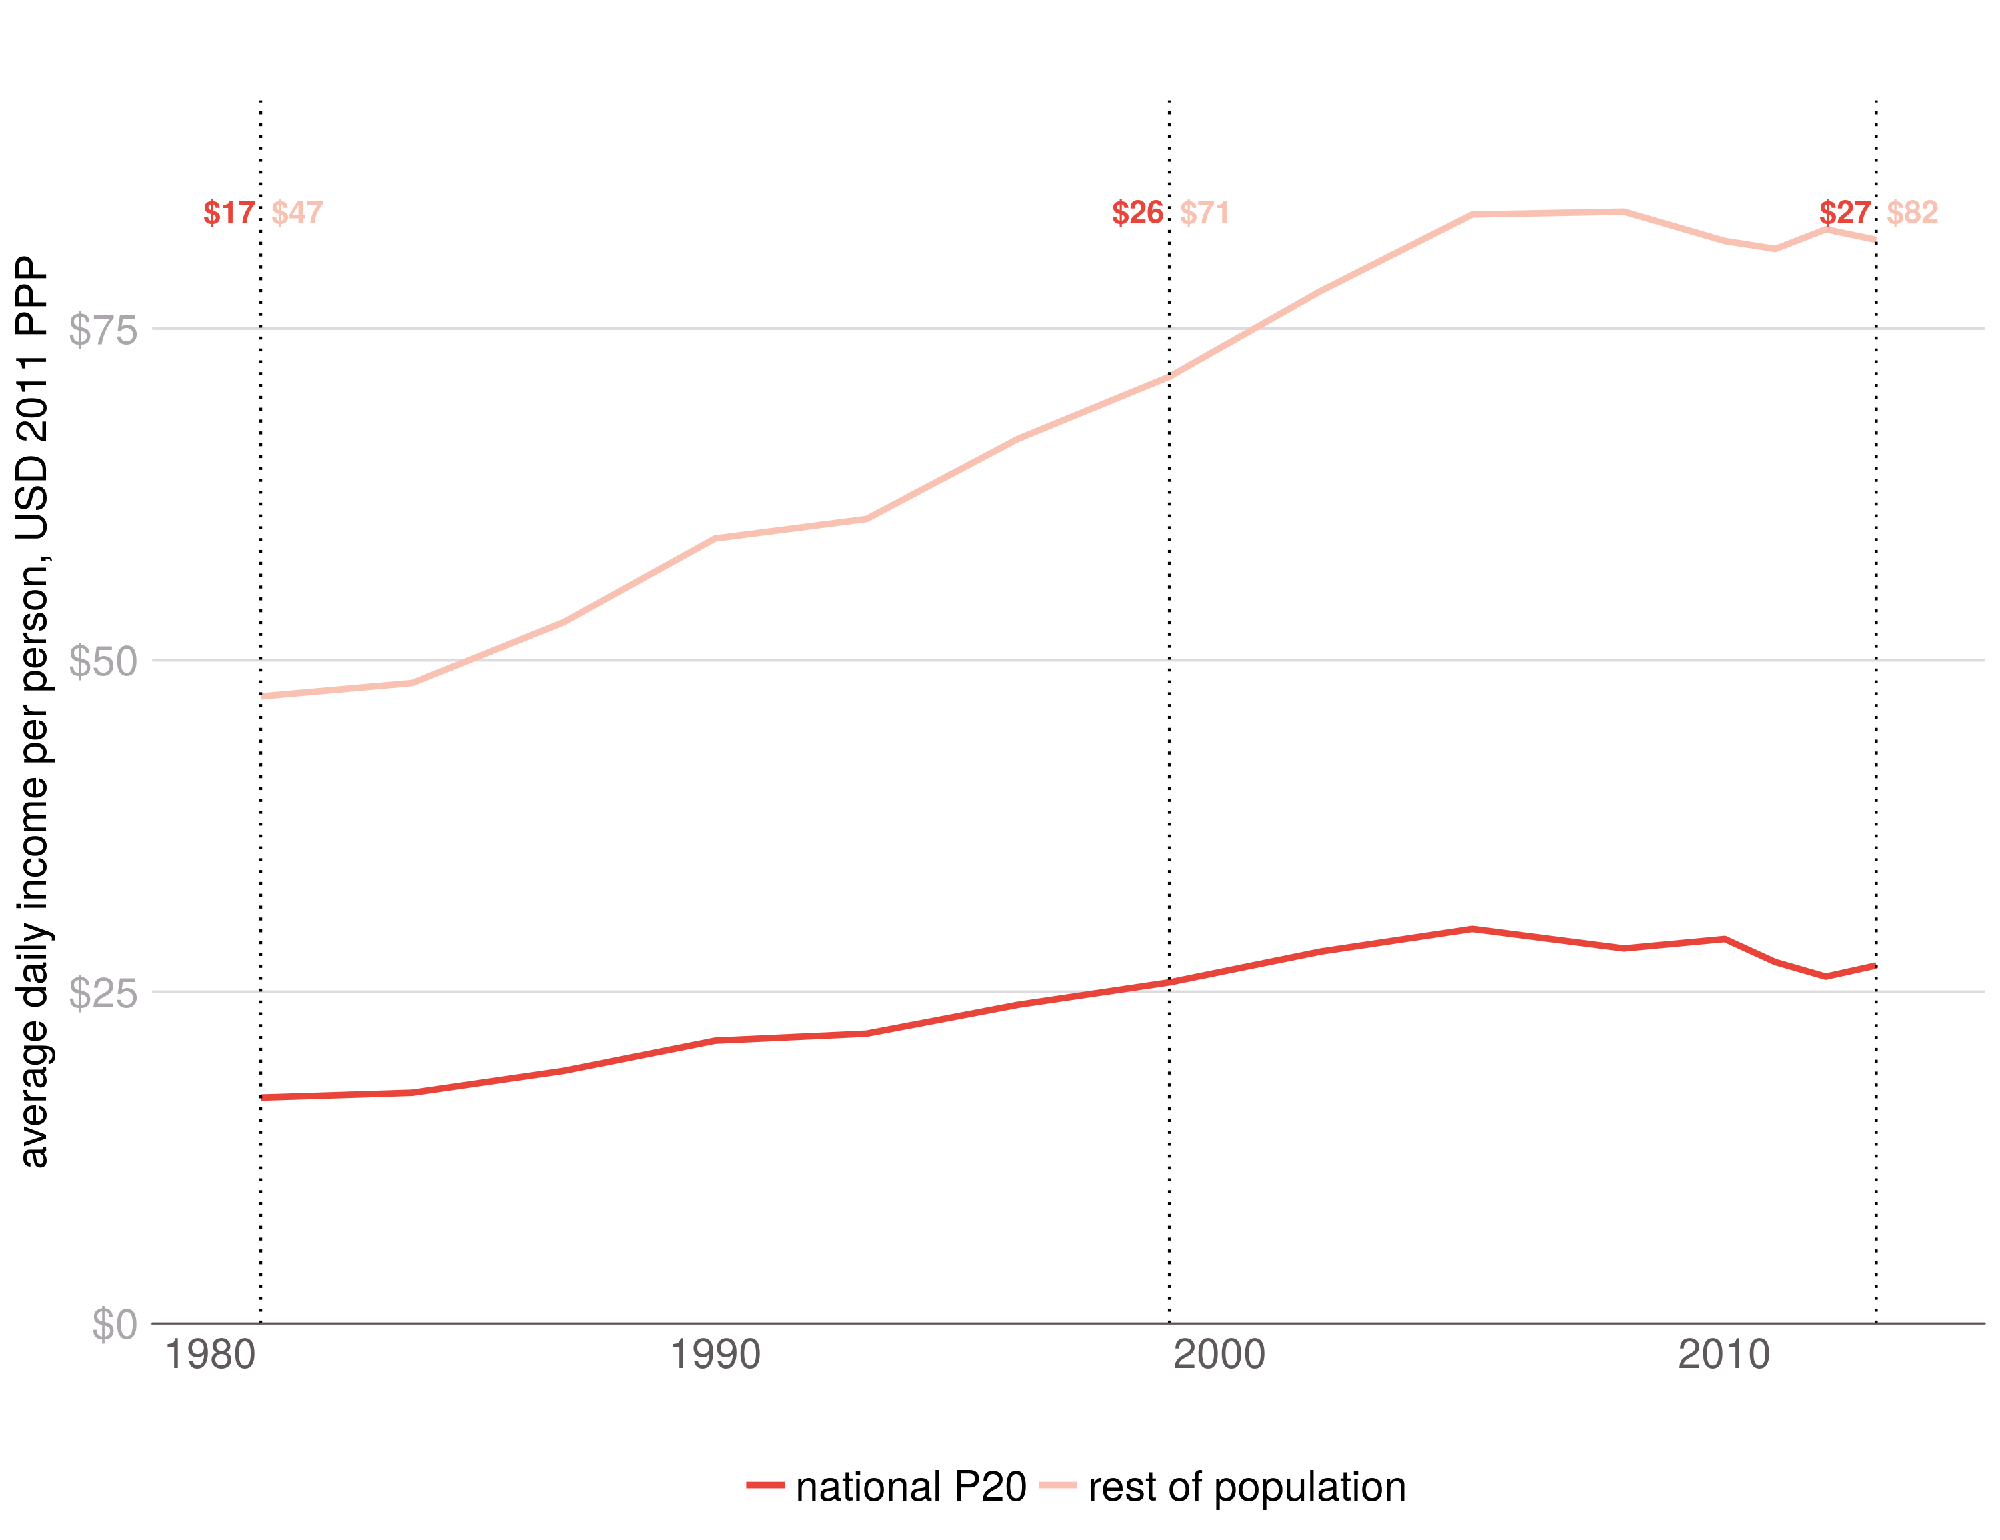 $17 $47 $26 $71 $27 $82
average daily income per person, USD 2011 PPP
$75
$50
$25
$0
1980 1990 2000 2010
national P20 rest of population